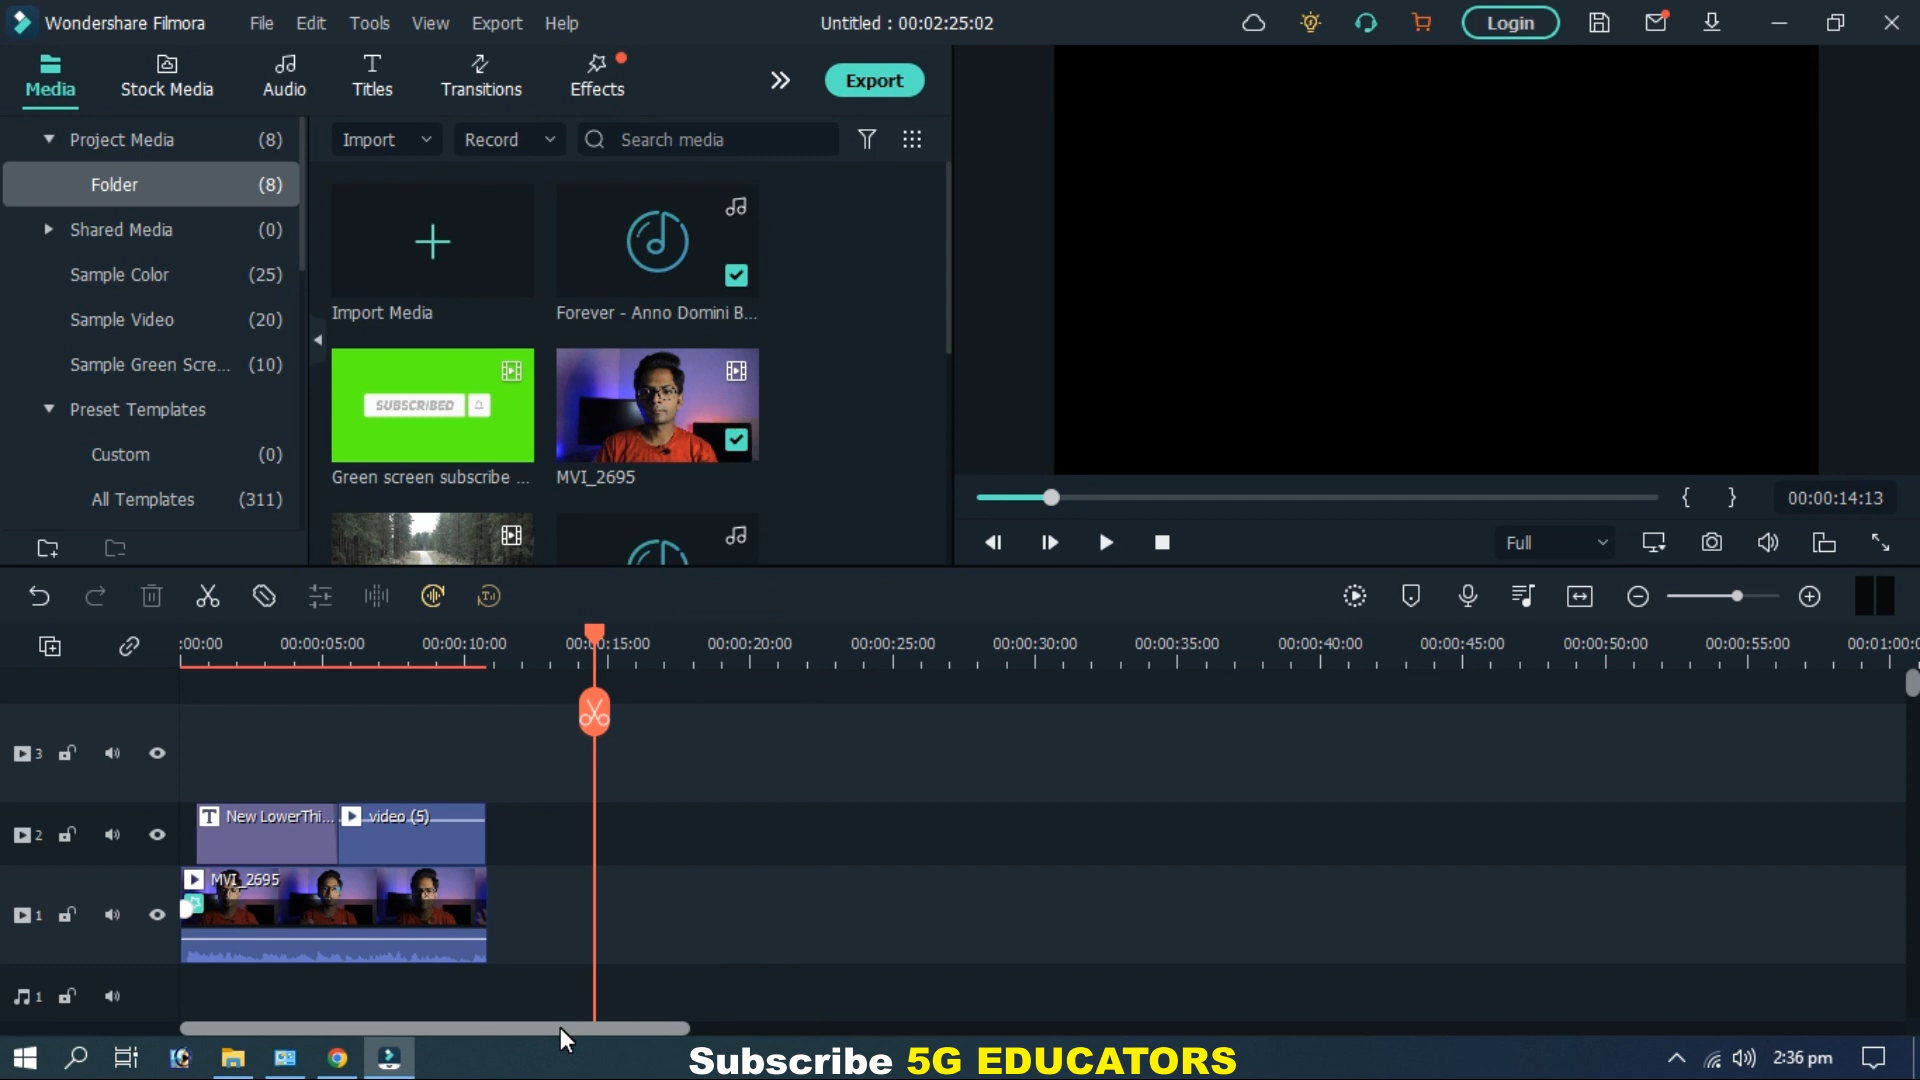 Wondershare Filmora
File Edit Tools View Export Help
Untitled : 00:02:25:02
Login
Media
Stock Media
Audio
Titles
Transitions
Effects
Export
Project Media (8)
Folder (8)
Shared Media (0)
Sample Color (25)
Sample Video (20)
Sample Green Scre... (10)
Preset Templates
Custom (0)
All Templates (311)
Import
Record
Search media
Import Media
Forever - Anno Domini B...
SUBSCRIBED
Green screen subscribe ...
MVI_2695
00:00:14:13
Full
:00:00 00:00:05:00 00:00:10:00 00:00:15:00 00:00:20:00 00:00:25:00 00:00:30:00 00:00:35:00 00:00:40:00 00:00:45:00 00:00:50:00 00:00:55:00 00:01:00:0
3
2
New LowerThi...
video (5)
1
MVI_2695
1
Subscribe 5G EDUCATORS
2:36 pm